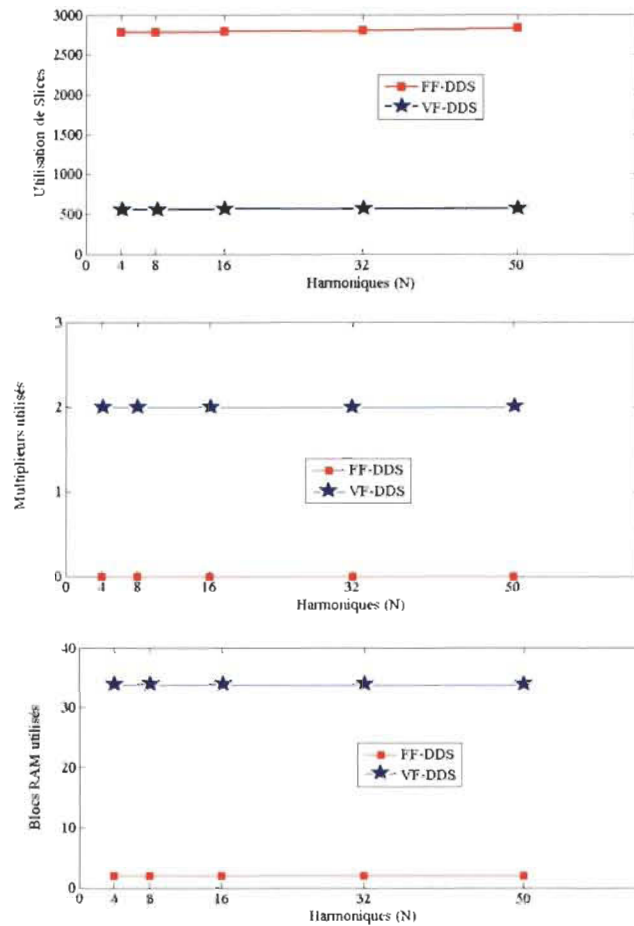 3000
2500
2000
1500
1000
500
0
Utilisation de Slices
FF-DDS
VF-DDS
0 4 8 16 32 50
Harmoniques (N)
3
2
1
0
Multiplieurs utilisés
FF-DDS
VF-DDS
0 4 8 16 32 50
Harmoniques (N)
40
30
20
10
0
Blocs RAM utilisés
FF-DDS
VF-DDS
0 4 8 16 32 50
Harmoniques (N)